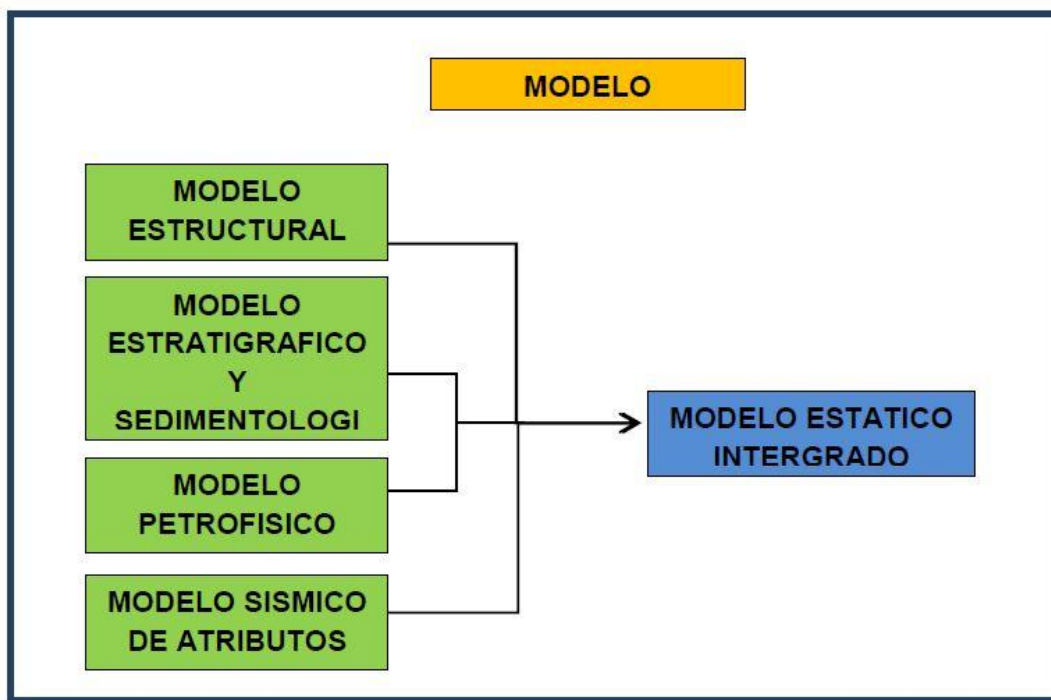 MODELO
MODELO
ESTRUCTURAL
MODELO
ESTRATIGRAFICO
Y
SEDIMENTOLOGI
MODELO
PETROFISICO
MODELO SISMICO
DE ATRIBUTOS
MODELO ESTATICO
INTERGRADO